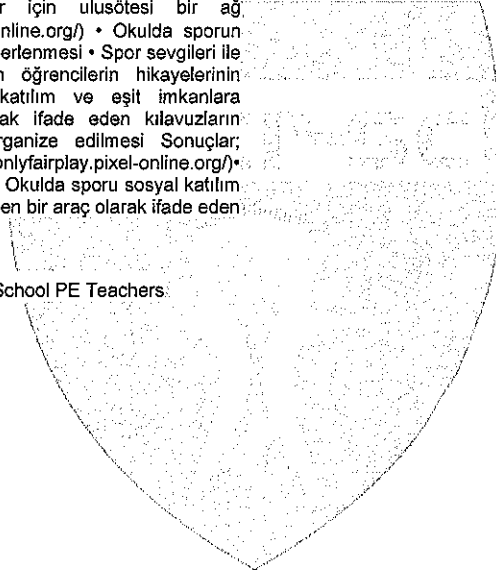 r için ulusötesi bir ağ
nline.org/) • Okulda sporun
erlenmesi • Spor sevgileri ile
n öğrencilerin hikayelerinin
katılım ve eşit imkanlara
ak ifade eden kılavuzların
rganize edilmesi Sonuçlar;
onlyfairplay.pixel-online.org/)•
Okulda sporu sosyal katılım
en bir araç olarak ifade eden
School PE Teachers